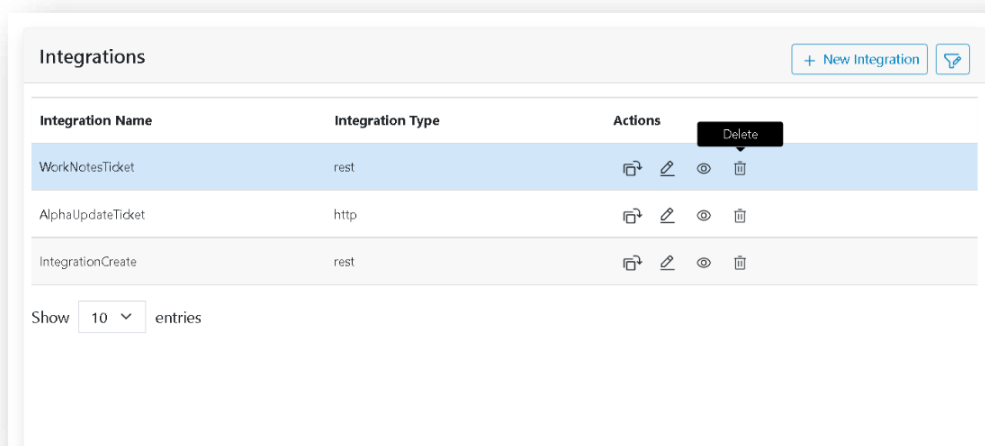 Integrations
+ New Integration
Integration Name Integration Type Actions
Delete
WorkNotesTicket rest
AlphaUpdateTicket http
IntegrationCreate rest
Show 10 entries